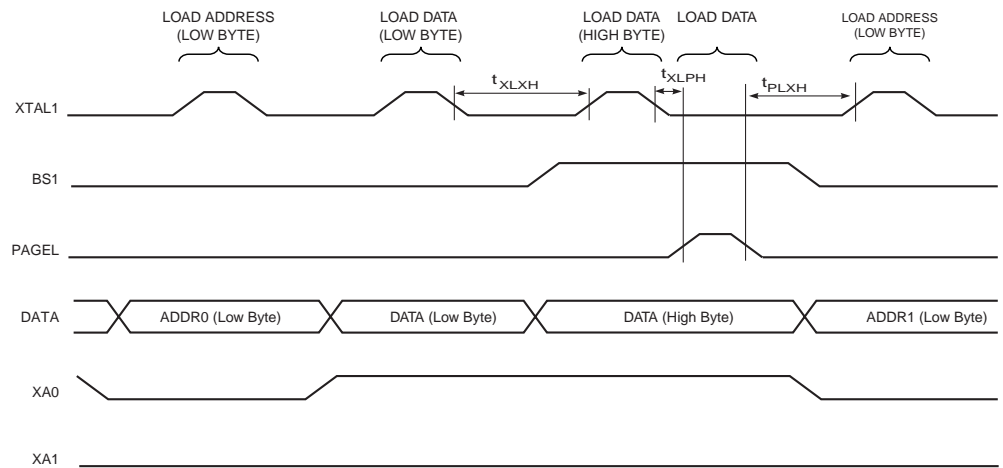 LOAD ADDRESS
(LOW BYTE)
LOAD DATA
(LOW BYTE)
LOAD DATA
(HIGH BYTE)
LOAD DATA
LOAD ADDRESS
(LOW BYTE)
tXLXH
tXLPH
tPLXH
XTAL1
BS1
PAGEL
DATA
ADDR0 (Low Byte)
DATA (Low Byte)
DATA (High Byte)
ADDR1 (Low Byte)
XA0
XA1